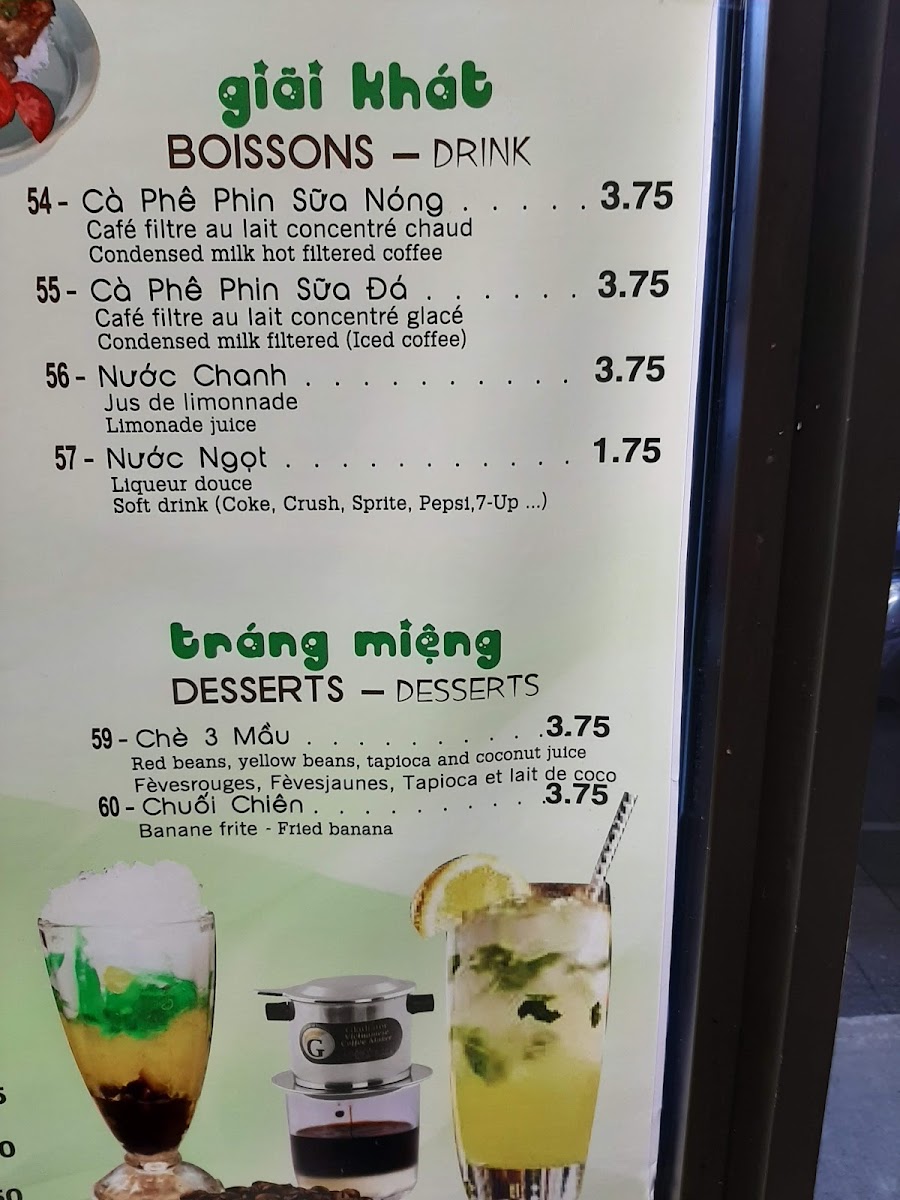 giãi khát
BOISSONS – DRINK
54 - Cà Phê Phin Sữa Nóng . . . . . 3.75
Café filtre au lait concentré chaud
Condensed milk hot filtered coffee
55 - Cà Phê Phin Sữa Đá . . . . . . 3.75
Café filtre au lait concentré glacé
Condensed milk filtered (Iced coffee)
56 - Nước Chanh . . . . . . . . . . . 3.75
Jus de limonnade
Limonade juice
57 - Nước Ngọt . . . . . . . . . . . . 1.75
Liqueur douce
Soft drink (Coke, Crush, Sprite, Pepsi,7-Up ...)
tráng miệng
DESSERTS – DESSERTS
59 - Chè 3 Mầu . . . . . . . . . . 3.75
Red beans, yellow beans, tapioca and coconut juice
Fèvesrouges, Fèvesjaunes, Tapioca et lait de coco
60 - Chuối Chiên . . . . . . . . . . 3.75
Banane frite - Fried banana
G
Vietnamese
Coffee Maker